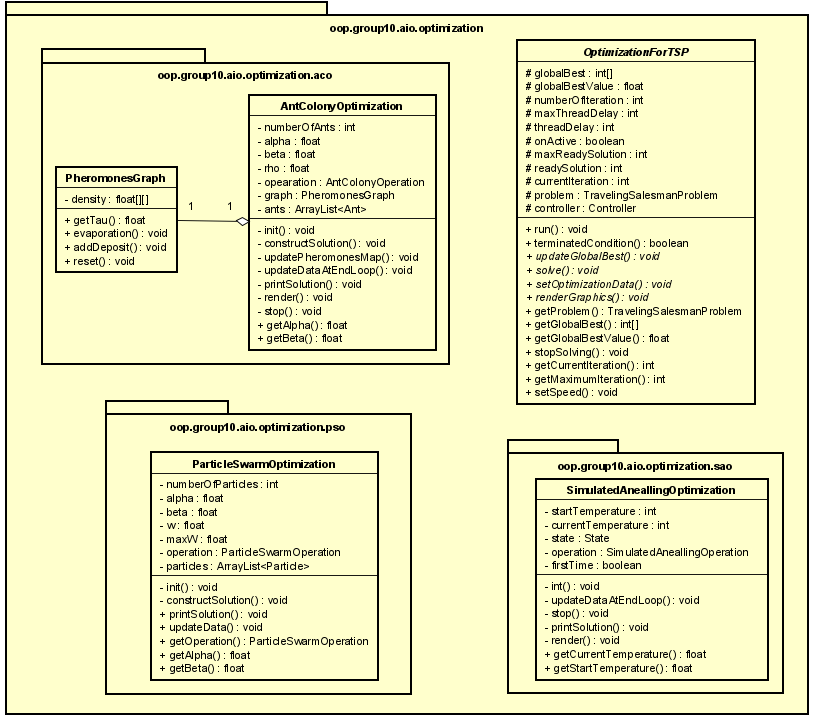 oop.group10.aio.optimization
oop.group10.aio.optimization.aco
PheromonesGraph
- density : float[][]
+ getTau() : float
+ evaporation() : void
+ addDeposit() : void
+ reset() : void
1
1
AntColonyOptimization
- numberOfAnts : int
- alpha : float
- beta : float
- rho : float
- opearation : AntColonyOperation
- graph : PheromonesGraph
- ants : ArrayList<Ant>
- init() : void
- constructSolution() : void
- updatePheromonesMap() : void
- updateDataAtEndLoop() : void
- printSolution() : void
- render() : void
- stop() : void
+ getAlpha() : float
+ getBeta() : float
OptimizationForTSP
# globalBest : int[]
# globalBestValue : float
# numberOfIteration : int
# maxThreadDelay : int
# threadDelay : int
# onActive : boolean
# maxReadySolution : int
# readySolution : int
# currentIteration : int
# problem : TravelingSalesmanProblem
# controller : Controller
+ run() : void
+ terminatedCondition() : boolean
+ updateGlobalBest() : void
+ solve() : void
+ setOptimizationData() : void
+ renderGraphics() : void
+ getProblem() : TravelingSalesmanProblem
+ getGlobalBest() : int[]
+ getGlobalBestValue() : float
+ stopSolving() : void
+ getCurrentIteration() : int
+ getMaximumIteration() : int
+ setSpeed() : void
oop.group10.aio.optimization.pso
ParticleSwarmOptimization
- numberOfParticles : int
- alpha : float
- beta : float
- w : float
- maxW : float
- operation : ParticleSwarmOperation
- particles : ArrayList<Particle>
- init() : void
- constructSolution() : void
+ printSolution() : void
+ updateData() : void
+ getOperation() : ParticleSwarmOperation
+ getAlpha() : float
+ getBeta() : float
oop.group10.aio.optimization.sao
SimulatedAneallingOptimization
- startTemperature : int
- currentTemperature : int
- state : State
- operation : SimulatedAneallingOperation
- firstTime : boolean
- int() : void
- updateDataAtEndLoop() : void
- stop() : void
- printSolution() : void
- render() : void
+ getCurrentTemperature() : float
+ getStartTemperature() : float